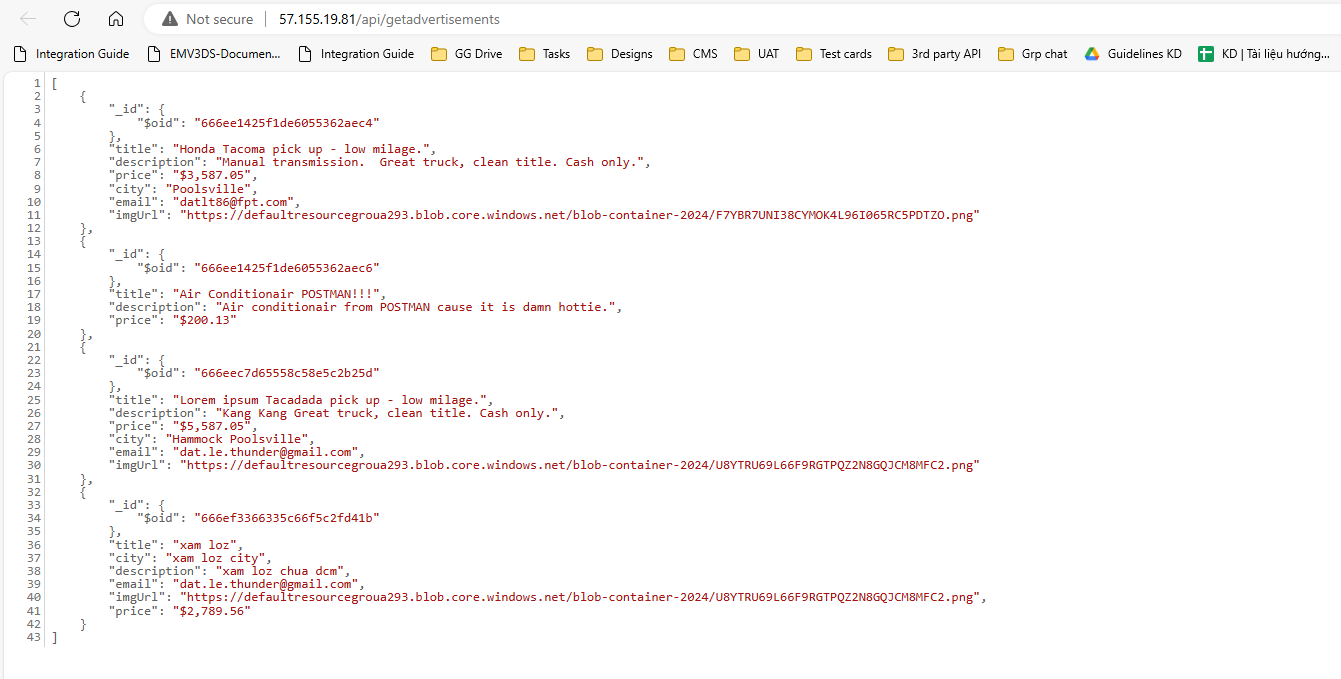 Not secure 57.155.19.81/api/getadvertisements
Integration Guide EMV3DS-Documen... Integration Guide GG Drive Tasks Designs CMS UAT Test cards 3rd party API Grp chat Guidelines KD KD | Tài liệu hướng...
1 [
2 {
3 "_id": {
4 "$oid": "666ee1425f1de6055362aec4"
5 },
6 "title": "Honda Tacoma pick up - low milage.",
7 "description": "Manual transmission.  Great truck, clean title. Cash only.",
8 "price": "$3,587.05",
9 "city": "Poolsville",
10 "email": "datlt86@fpt.com",
11 "imgUrl": "https://defaultresourcegroua293.blob.core.windows.net/blob-container-2024/F7YBR7UNI38CYMOK4L96I065RC5PDTZO.png"
12 },
13 {
14 "_id": {
15 "$oid": "666ee1425f1de6055362aec6"
16 },
17 "title": "Air Conditionair POSTMAN!!!",
18 "description": "Air conditionair from POSTMAN cause it is damn hottie.",
19 "price": "$200.13"
20 },
21 {
22 "_id": {
23 "$oid": "666eec7d65558c58e5c2b25d"
24 },
25 "title": "Lorem ipsum Tacadada pick up - low milage.",
26 "description": "Kang Kang Great truck, clean title. Cash only.",
27 "price": "$5,587.05",
28 "city": "Hammock Poolsville",
29 "email": "dat.le.thunder@gmail.com",
30 "imgUrl": "https://defaultresourcegroua293.blob.core.windows.net/blob-container-2024/U8YTRU69L66F9RGTPQZ2N8GQJCM8MFC2.png"
31 },
32 {
33 "_id": {
34 "$oid": "666ef3366335c66f5c2fd41b"
35 },
36 "title": "xam loz",
37 "city": "xam loz city",
38 "description": "xam loz chua dcm",
39 "email": "dat.le.thunder@gmail.com",
40 "imgUrl": "https://defaultresourcegroua293.blob.core.windows.net/blob-container-2024/U8YTRU69L66F9RGTPQZ2N8GQJCM8MFC2.png",
41 "price": "$2,789.56"
42 }
43 ]